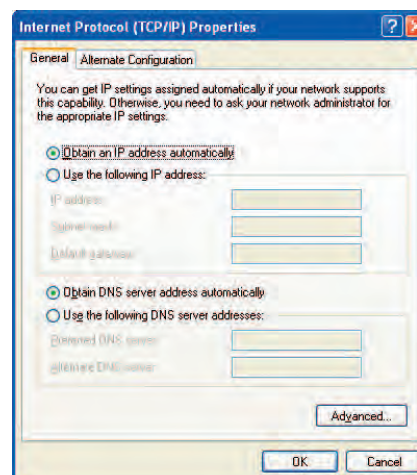 Internet Protocol (TCP/IP) Properties
General
Alternate Configuration
You can get IP settings assigned automatically if your network supports
this capability. Otherwise, you need to ask your network administrator for
the appropriate IP settings.
Obtain an IP address automatically
Use the following IP address:
IP address:
Subnet mask:
Default gateway:
Obtain DNS server address automatically
Use the following DNS server addresses:
Preferred DNS server:
Alternate DNS server:
Advanced...
OK
Cancel